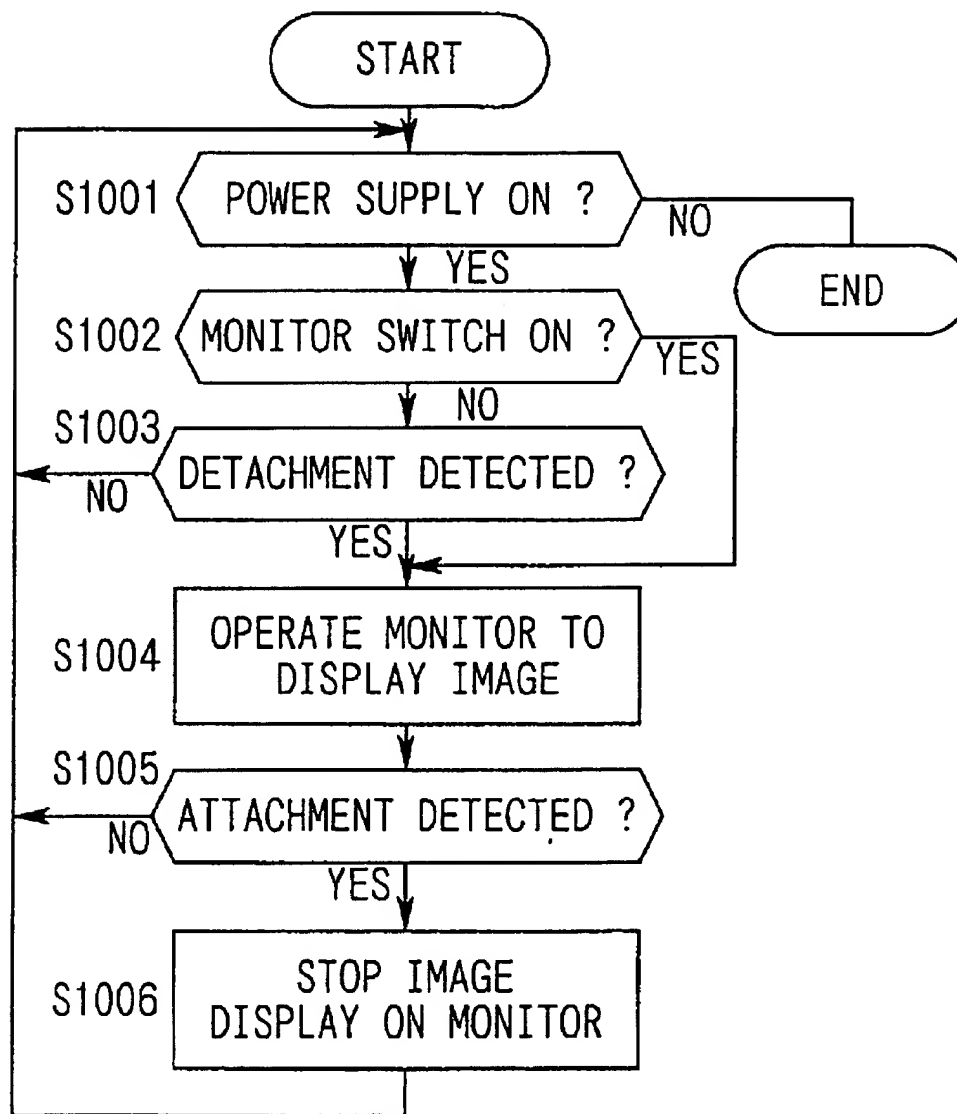 START
S1001
POWER SUPPLY ON ?
NO
YES
END
S1002
MONITOR SWITCH ON ?
YES
NO
S1003
DETACHMENT DETECTED ?
NO
YES
S1004
OPERATE MONITOR TO
DISPLAY IMAGE
S1005
ATTACHMENT DETECTED ?
NO
YES
S1006
STOP IMAGE
DISPLAY ON MONITOR